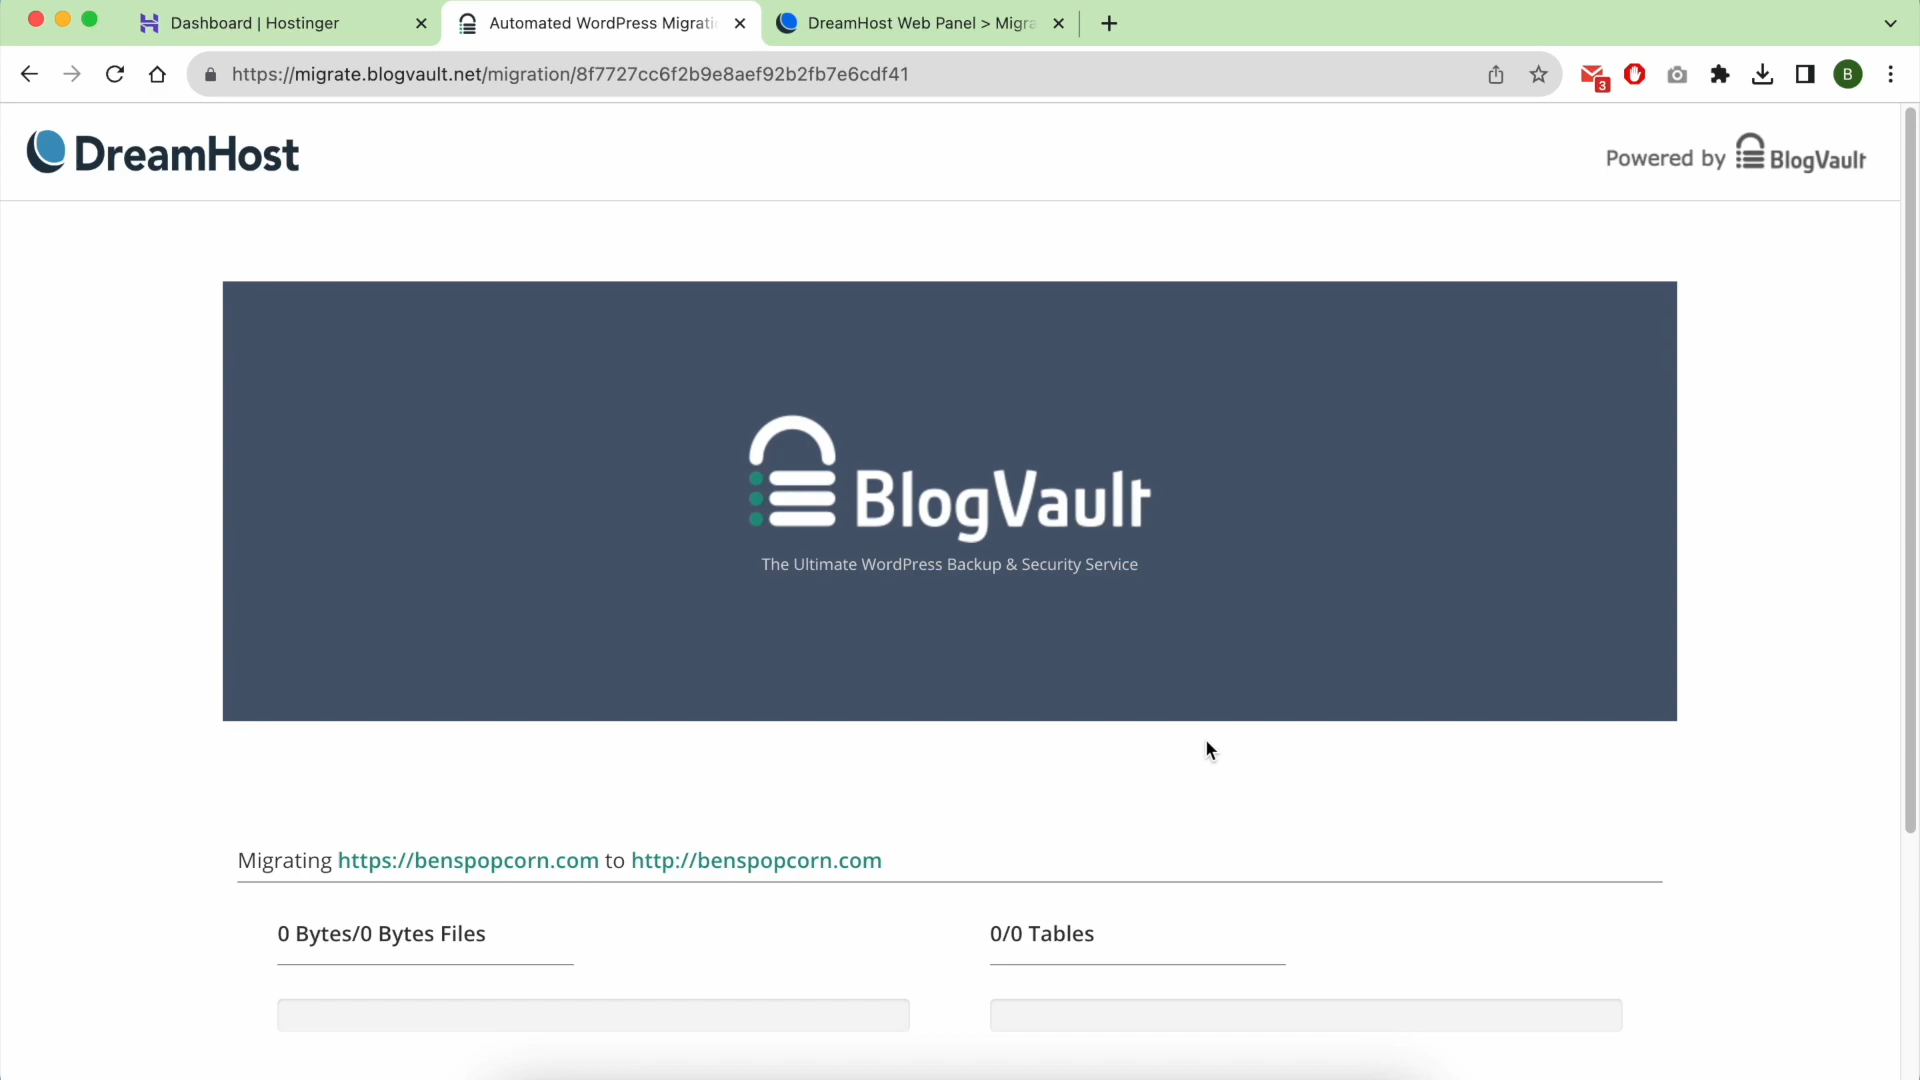 Dashboard | Hostinger
Automated WordPress Migrati
DreamHost Web Panel > Migra
https://migrate.blogvault.net/migration/8f7727cc6f2b9e8aef92b2fb7e6cdf41
3
B
DreamHost
Powered by BlogVault
BlogVault
The Ultimate WordPress Backup & Security Service
Migrating https://benspopcorn.com to http://benspopcorn.com
0 Bytes/0 Bytes Files
0/0 Tables